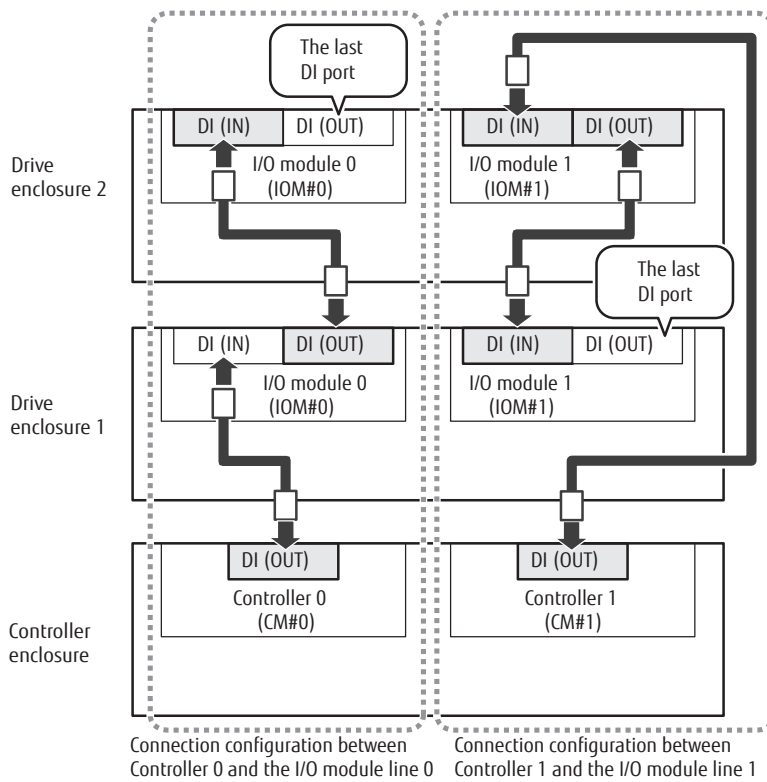 The last
DI port
DI (IN)
DI (OUT)
DI (IN)
DI (OUT)
Drive
enclosure 2
I/O module 0
(IOM#0)
I/O module 1
(IOM#1)
The last
DI port
DI (IN)
DI (OUT)
DI (IN)
DI (OUT)
Drive
enclosure 1
I/O module 0
(IOM#0)
I/O module 1
(IOM#1)
DI (OUT)
DI (OUT)
Controller
enclosure
Controller 0
(CM#0)
Controller 1
(CM#1)
Connection configuration between
Controller 0 and the I/O module line 0
Connection configuration between
Controller 1 and the I/O module line 1